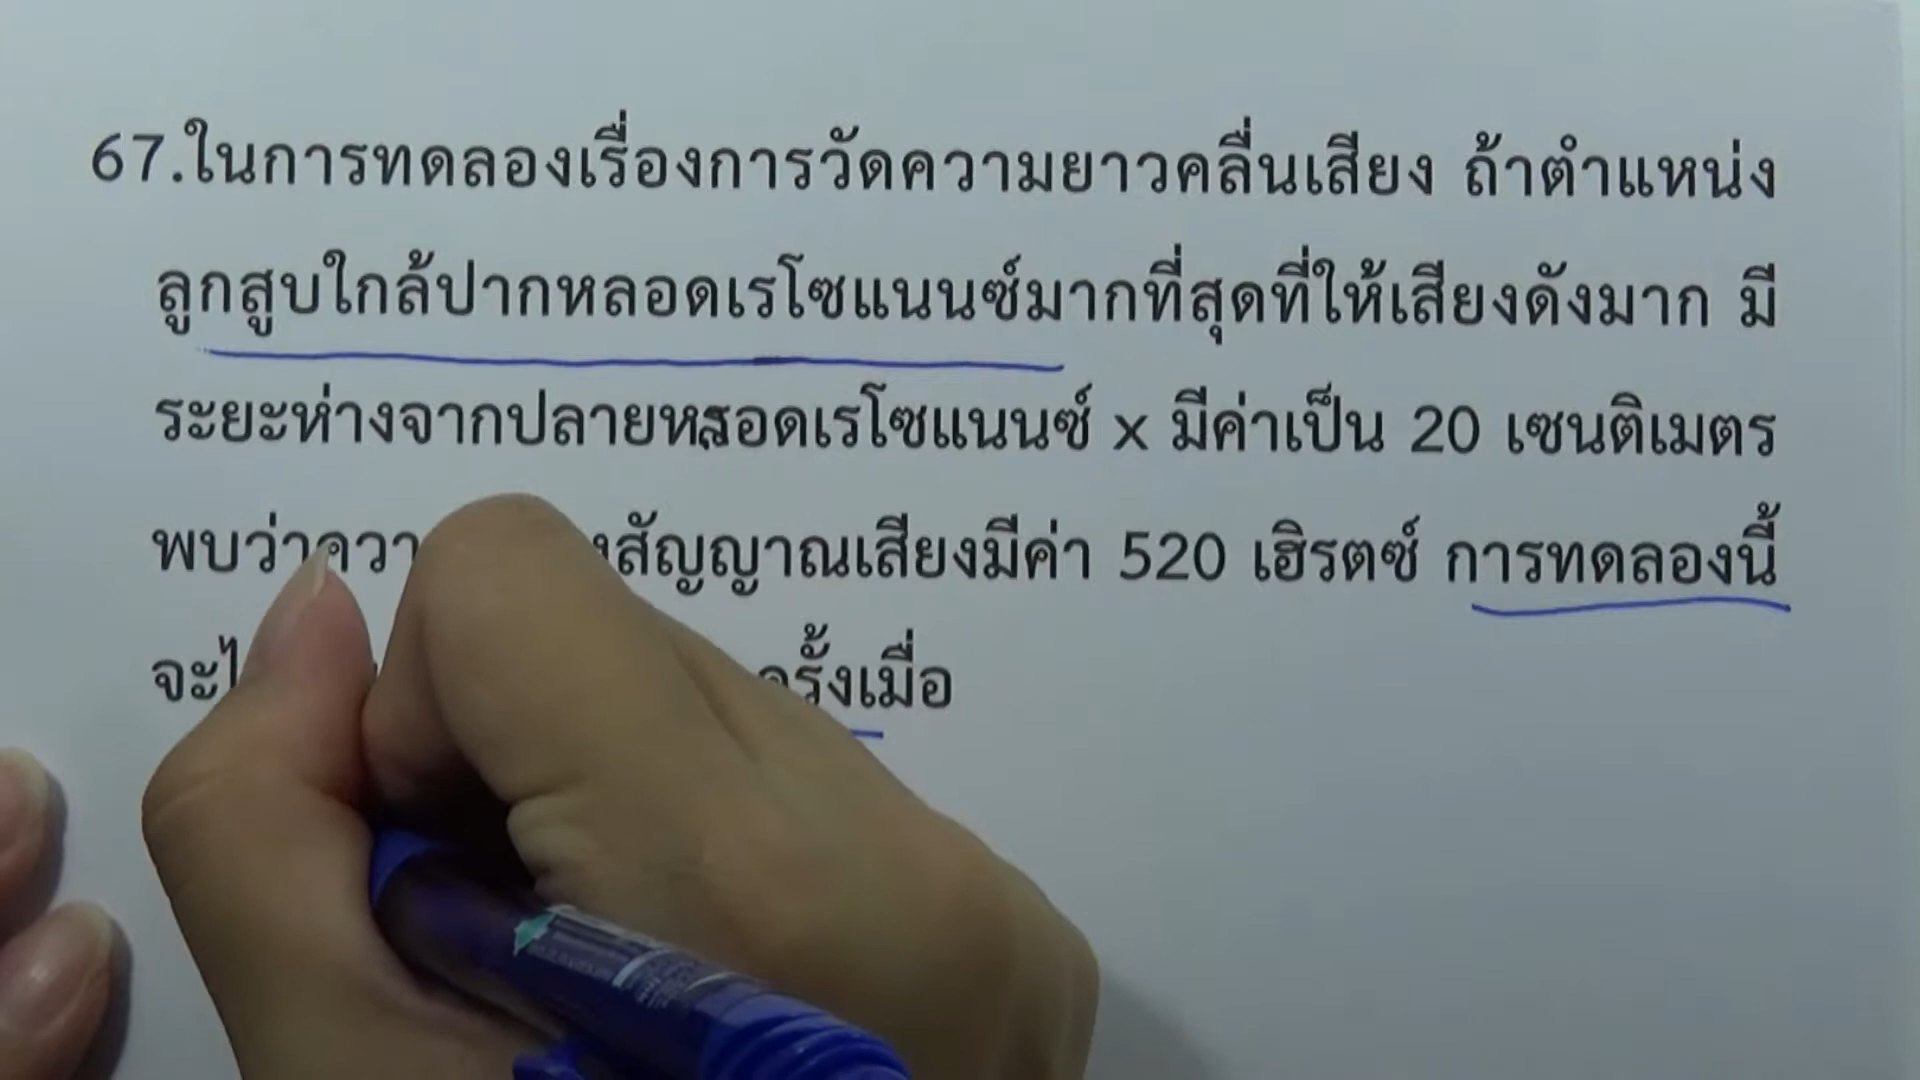 67.ในการทดลองเรื่องการวัดความยาวคลื่นเสียง ถ้าตำแหน่ง
ลูกสูบใกล้ปากหลอดเรโซแนนซ์มากที่สุดที่ให้เสียงดังมาก มี
ระยะห่างจากปลายหลอดเรโซแนนซ์ x มีค่าเป็น 20 เซนติเมตร
พบว่า สัญญาณเสียงมีค่า 520 เฮิรตซ์ การทดลองนี้
ครั้งเมื่อ